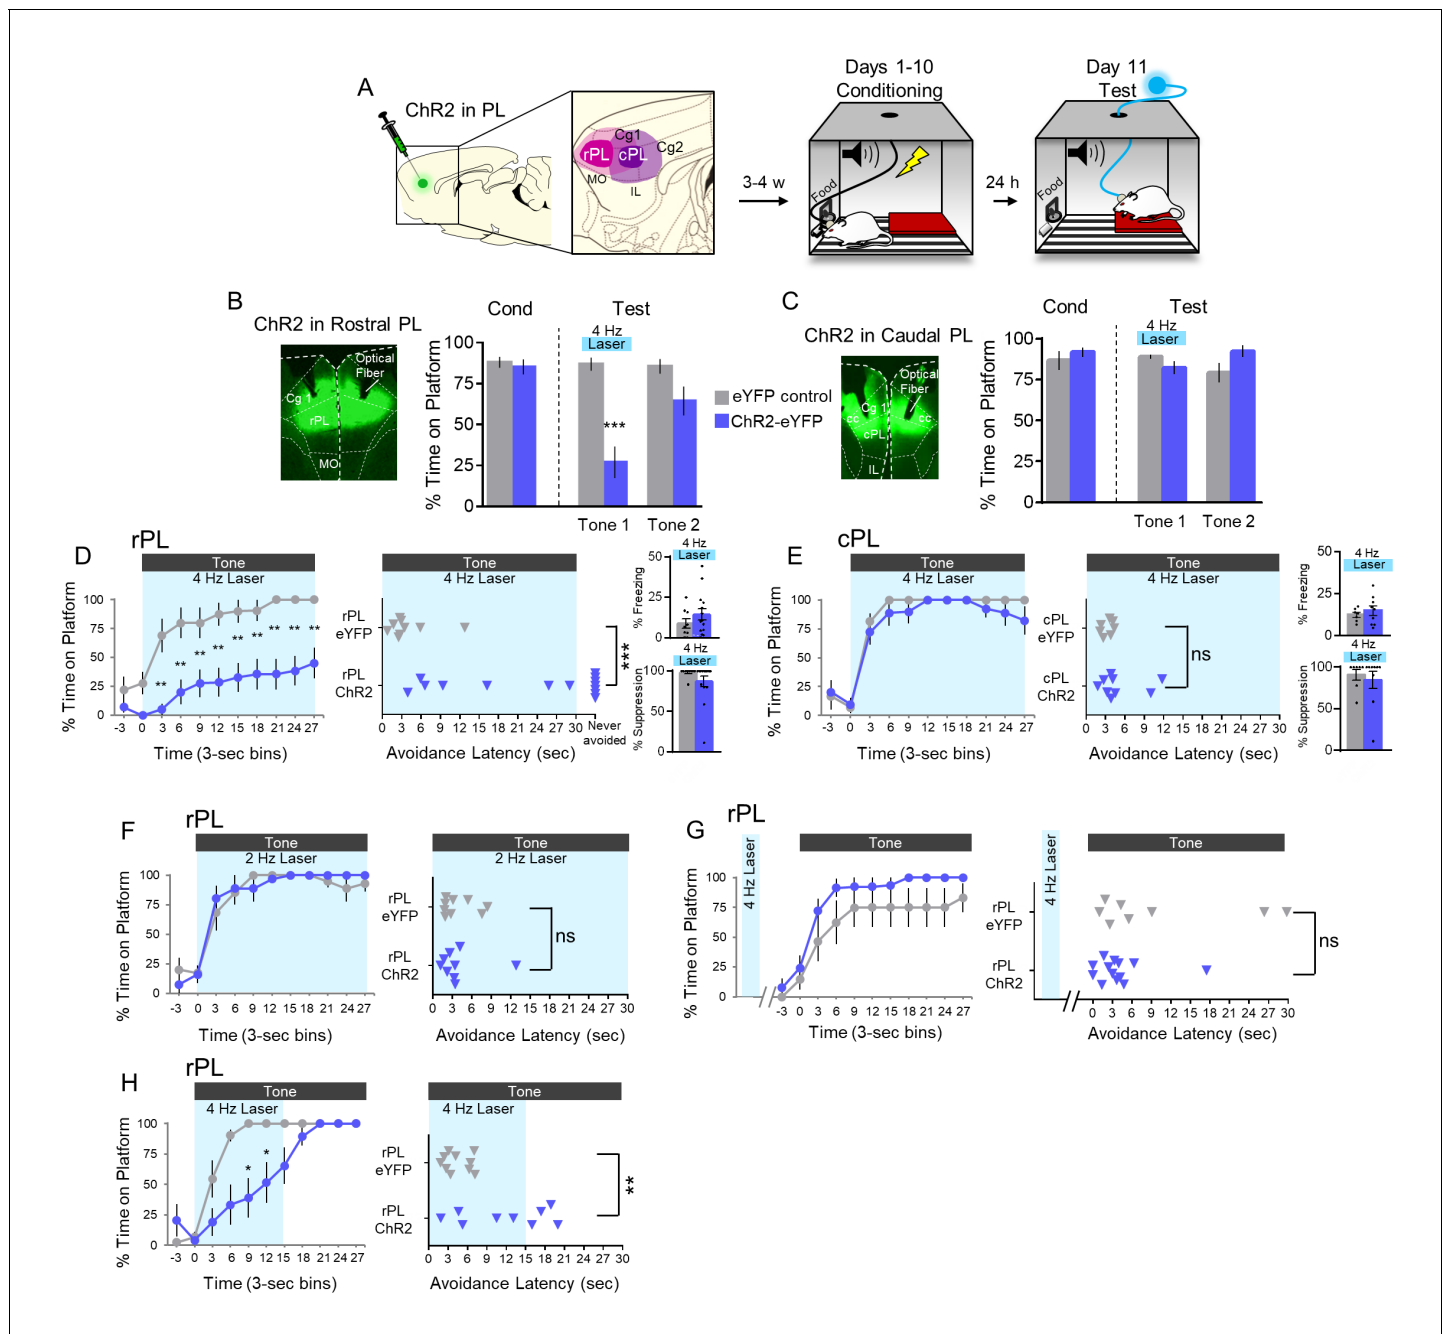 A
ChR2 in PL
Cg1
Cg2
rPL
cPL
MO
IL
3-4 w
Days 1-10
Conditioning
Food
24 h
Day 11
Test
Food
B
ChR2 in Rostral PL
Optical
Fiber
Cg 1
rPL
MO
Cond
Test
4 Hz
Laser
% Time on Platform
100
75
50
25
0
***
Tone 1
Tone 2
eYFP control
ChR2-eYFP
C
ChR2 in Caudal PL
Optical
Fiber
Cg 1
cc
cc
cPL
IL
Cond
Test
4 Hz
Laser
% Time on Platform
100
75
50
25
0
Tone 1
Tone 2
D
rPL
Tone
4 Hz Laser
% Time on Platform
100
75
50
25
0
** ** ** ** ** ** ** ** **
-3 0 3 6 9 12 15 18 21 24 27
Time (3-sec bins)
Tone
4 Hz Laser
rPL
eYFP
rPL
ChR2
***
0 3 6 9 12 15 18 21 24 27 30
Never
avoided
Avoidance Latency (sec)
4 Hz
Laser
% Freezing
50
25
0
4 Hz
Laser
% Suppression
100
50
0
E
cPL
Tone
4 Hz Laser
% Time on Platform
100
75
50
25
0
-3 0 3 6 9 12 15 18 21 24 27
Time (3-sec bins)
Tone
4 Hz Laser
cPL
eYFP
cPL
ChR2
ns
0 3 6 9 12 15 18 21 24 27 30
Avoidance Latency (sec)
4 Hz
Laser
% Freezing
50
25
0
4 Hz
Laser
% Suppression
100
50
0
F
rPL
Tone
2 Hz Laser
% Time on Platform
100
75
50
25
0
-3 0 3 6 9 12 15 18 21 24 27
Time (3-sec bins)
Tone
2 Hz Laser
rPL
eYFP
rPL
ChR2
ns
0 3 6 9 12 15 18 21 24 27 30
Avoidance Latency (sec)
G
rPL
4 Hz Laser
Tone
% Time on Platform
100
75
50
25
0
-3 0 3 6 9 12 15 18 21 24 27
Time (3-sec bins)
4 Hz Laser
Tone
rPL
eYFP
rPL
ChR2
ns
0 3 6 9 12 15 18 21 24 27 30
Avoidance Latency (sec)
H
rPL
Tone
4 Hz Laser
% Time on Platform
100
75
50
25
0
* *
-3 0 3 6 9 12 15 18 21 24 27
Time (3-sec bins)
Tone
4 Hz Laser
rPL
eYFP
rPL
ChR2
**
0 3 6 9 12 15 18 21 24 27 30
Avoidance Latency (sec)